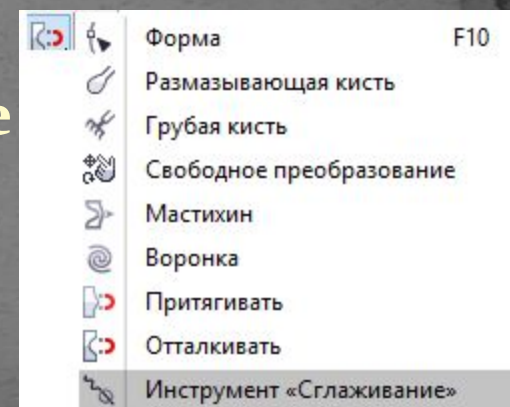 Форма F10
Размазывающая кисть
е
Грубая кисть
Свободное преобразование
Мастихин
Воронка
Притягивать
Отталкивать
Инструмент «Сглаживание»